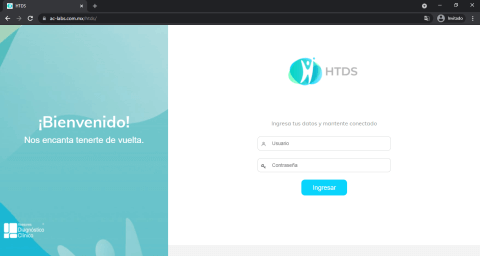 HTDS
ac-labs.com.mx/htds/
Invitado
¡Bienvenido!
Nos encanta tenerte de vuelta.
Diagnóstica
Clínica
HTDS
Ingresa tus datos y mantente conectado
Usuario
Contraseña
Ingresar